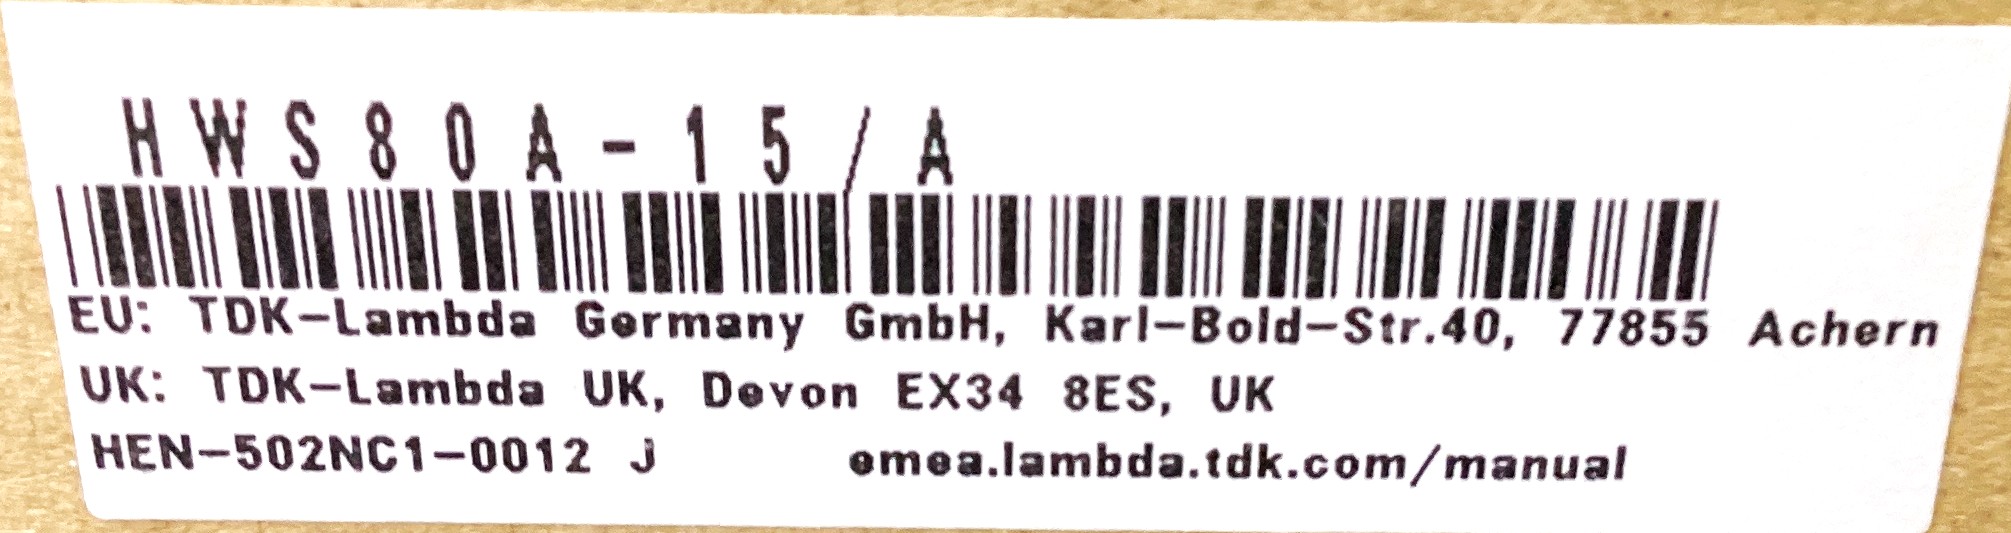 HWS80A-15/A
EU: TDK-Lambda Germany GmbH, Karl-Bold-Str.40, 77855 Achern
UK: TDK-Lambda UK, Devon EX34 8ES, UK
HEN-502NC1-0012 J emea.lambda.tdk.com/manual